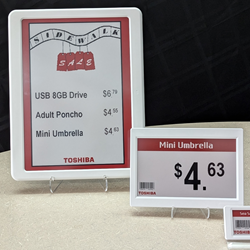 SIDEWALK
SALE
USB 8GB Drive $6.79
Adult Poncho $4.55
Mini Umbrella $4.63
TOSHIBA
Mini Umbrella
$4.63
TOSHIBA